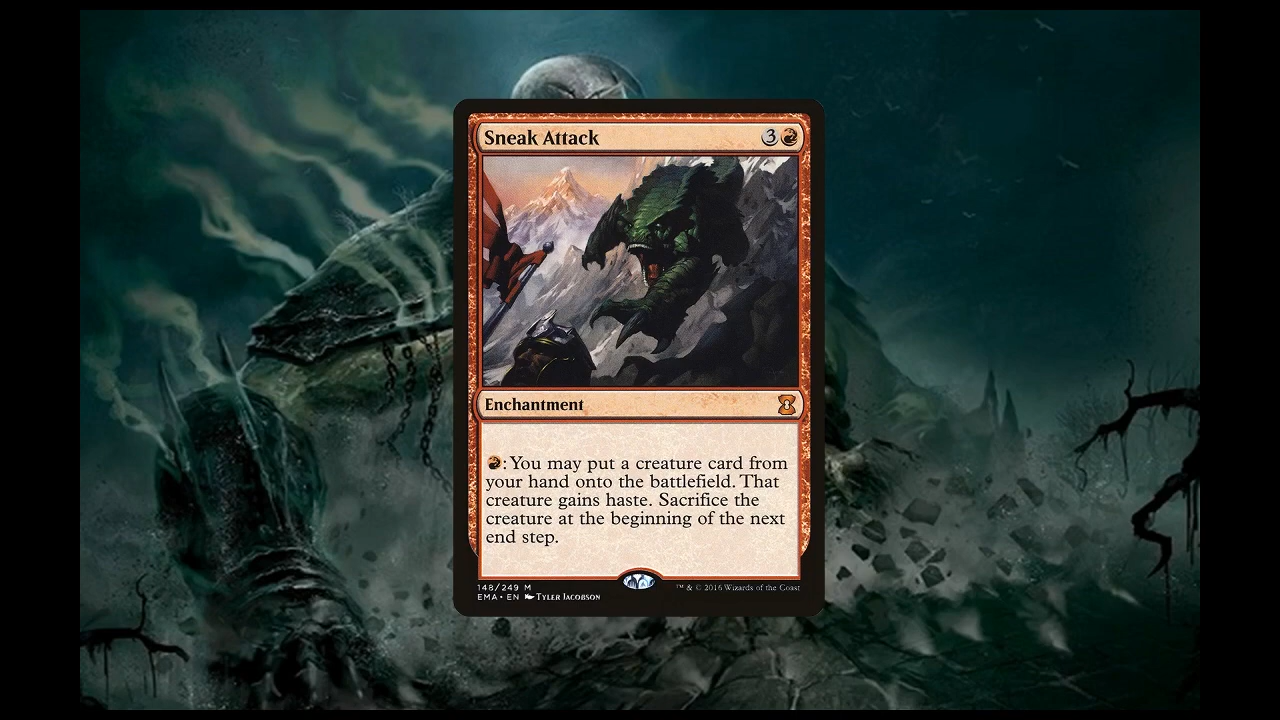 Sneak Attack 3
Enchantment
: You may put a creature card from
your hand onto the battlefield. That
creature gains haste. Sacrifice the
creature at the beginning of the next
end step.
148/249 M
EMA • EN Tyler Jacobson
™ & © 2016 Wizards of the Coast